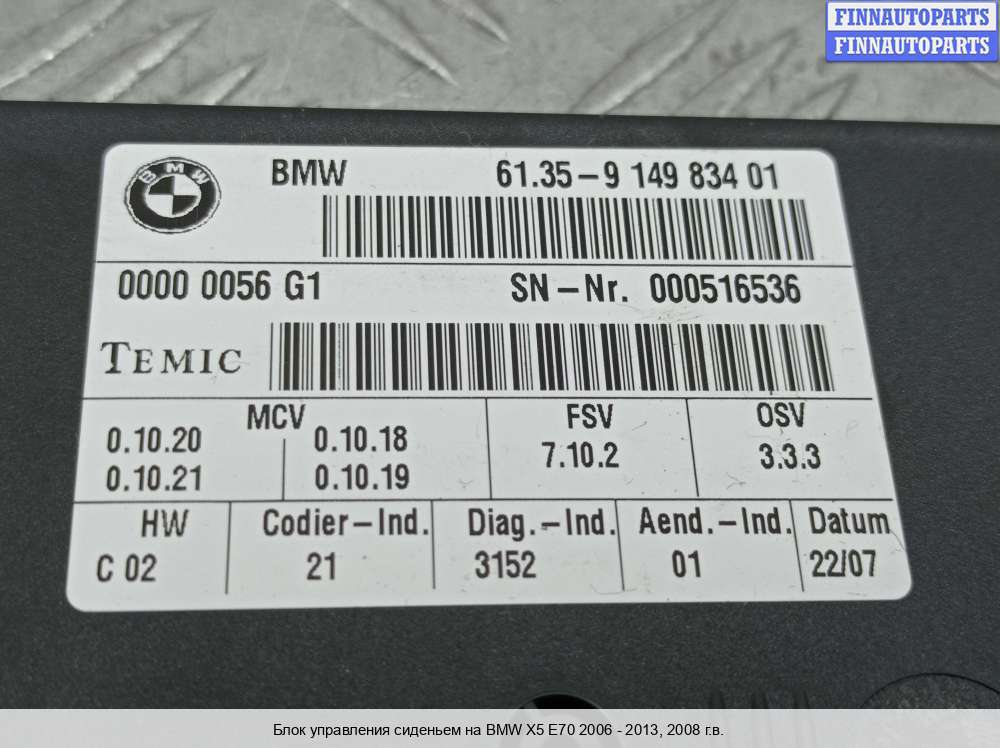 FINNAUTOPARTS
FINNAUTOPARTS
BMW
BMW 61.35-9 149 834 01
0000 0056 G1 SN-Nr. 000516536
TEMIC
MCV FSV OSV
0.10.20 0.10.18 7.10.2 3.3.3
0.10.21 0.10.19
HW Codier-Ind. Diag.-Ind. Aend.-Ind. Datum
C 02 21 3152 01 22/07
Блок управления сиденьем на BMW X5 E70 2006 - 2013, 2008 г.в.